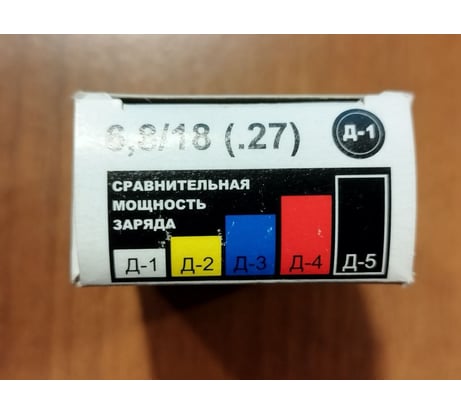 6,8/18 (.27)
Д-1
СРАВНИТЕЛЬНАЯ
МОЩНОСТЬ
ЗАРЯДА
Д-1 Д-2 Д-3 Д-4 Д-5